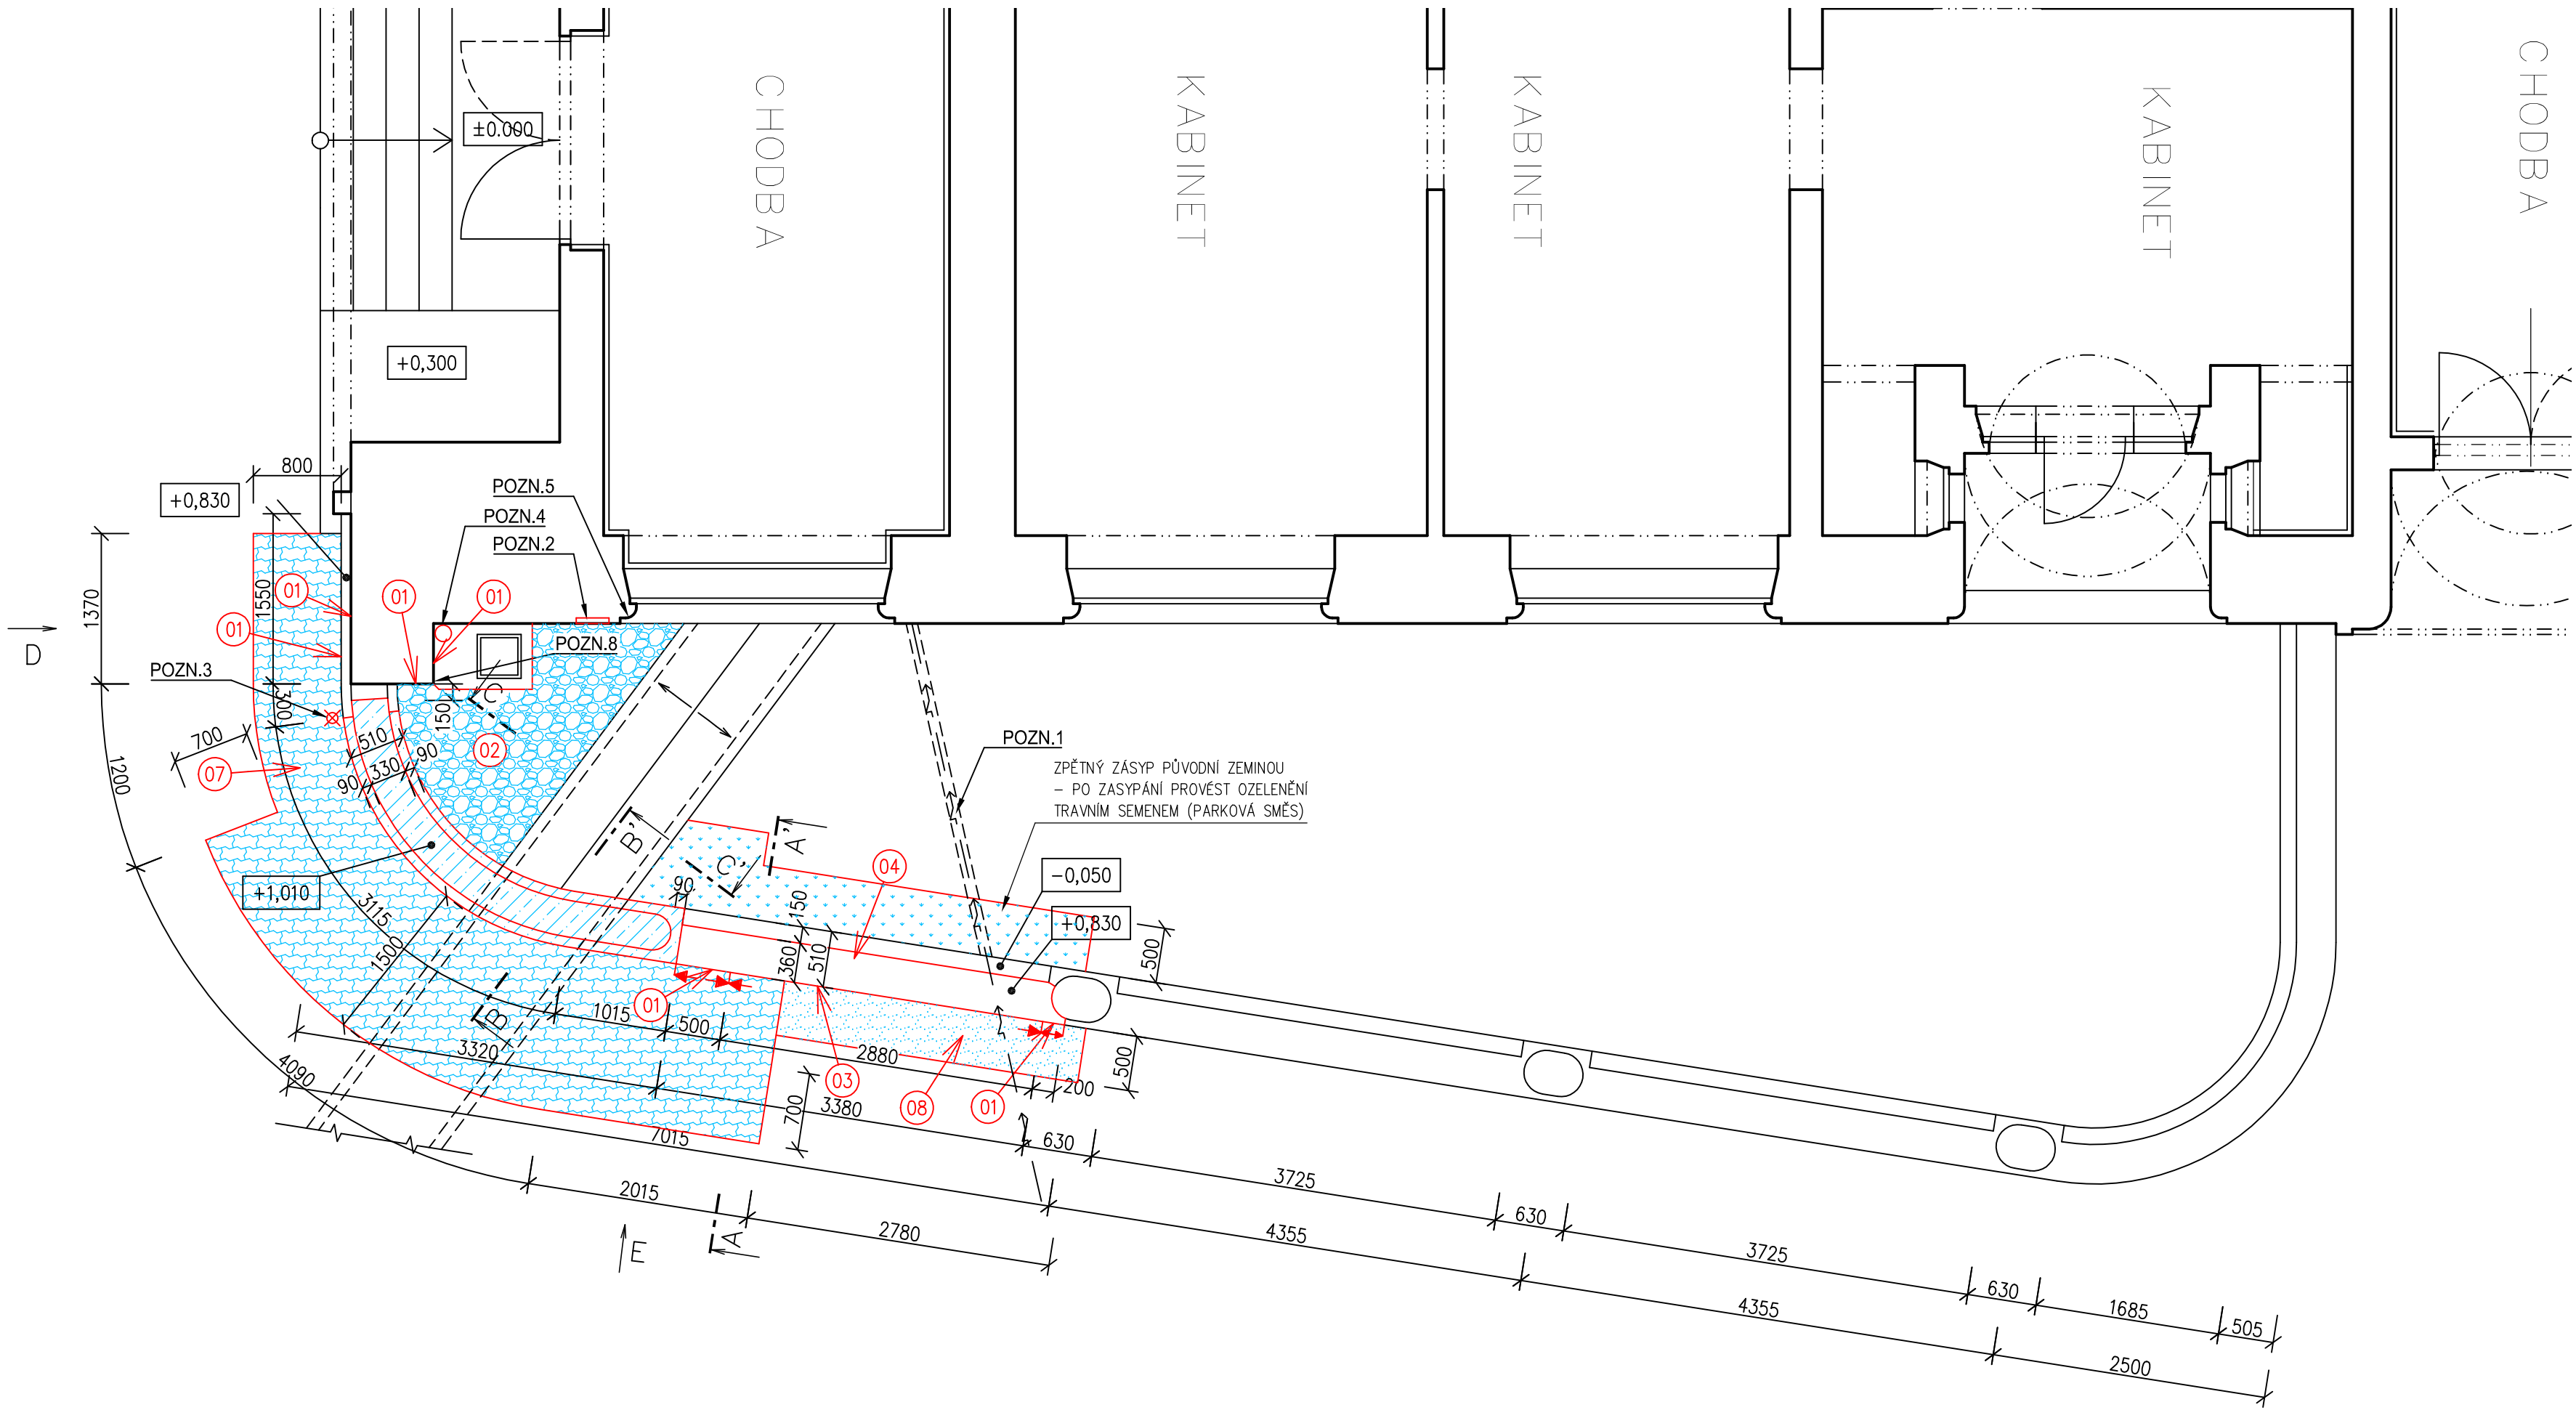 CHODBA
KABINET
KABINET
KABINET
CHODBA
±0.000
+0,300
800
+0,830
POZN.5
POZN.4
POZN.2
1370
1550
01
01
01
01
D
POZN.3
POZN.8
300
150
C
700
510
90
02
07
330
90
1200
POZN.1
ZPĚTNÝ ZÁSYP PŮVODNÍ ZEMINOU
– PO ZASYPÁNÍ PROVÉST OZELENĚNÍ
TRAVNÍM SEMENEM (PARKOVÁ SMĚS)
B'
A'
C'
04
-0,050
+1,010
90
150
+0,830
3115
1500
360
510
500
01
B
1015
500
3320
2880
200
500
4090
03
08
01
700
3380
7015
630
2015
3725
A
E
2780
4355
630
3725
4355
630
1685
505
2500